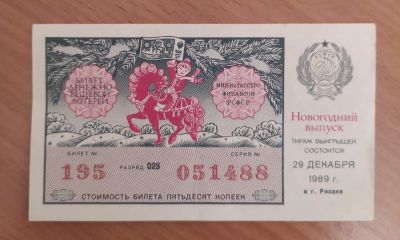 БИЛЕТ
ДЕНЕЖНО-
ВЕЩЕВОЙ
ЛОТЕРЕИ
МИНИСТЕРСТВО
ФИНАНСОВ
РСФСР
БИЛЕТ №
195
РАЗРЯД 025
СЕРИЯ №
051488
СТОИМОСТЬ БИЛЕТА ПЯТЬДЕСЯТ КОПЕЕК
Новогодний
выпуск
ТИРАЖ ВЫИГРЫШЕЙ
СОСТОИТСЯ
29 ДЕКАБРЯ
1989 г.
в г. Рязани